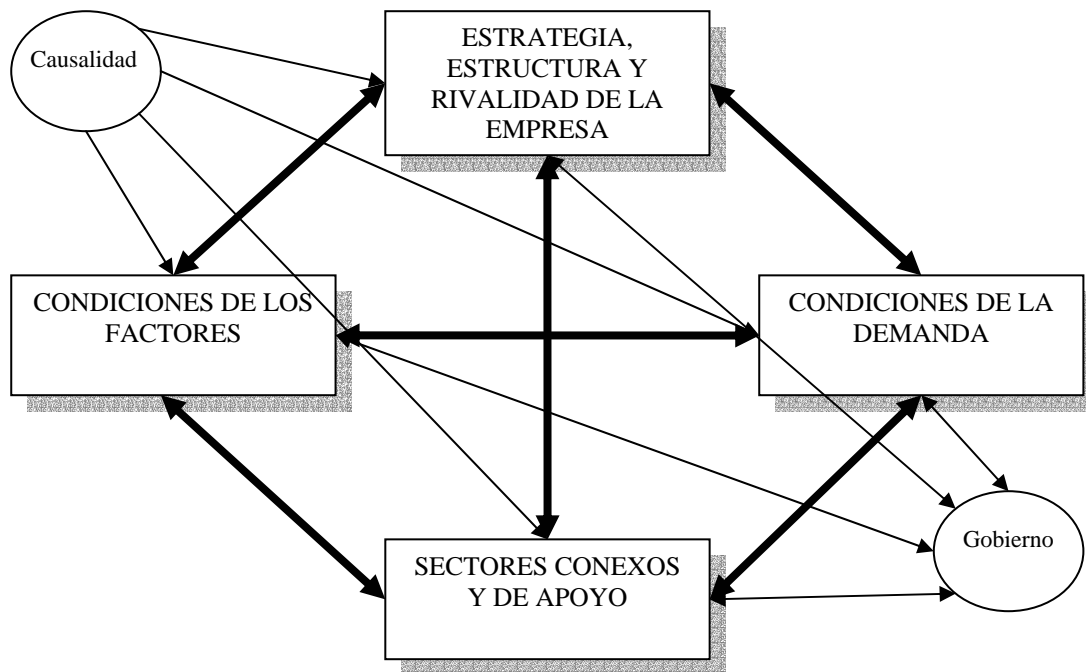 Causalidad
ESTRATEGIA,
ESTRUCTURA Y
RIVALIDAD DE LA
EMPRESA
CONDICIONES DE LOS
FACTORES
CONDICIONES DE LA
DEMANDA
SECTORES CONEXOS
Y DE APOYO
Gobierno